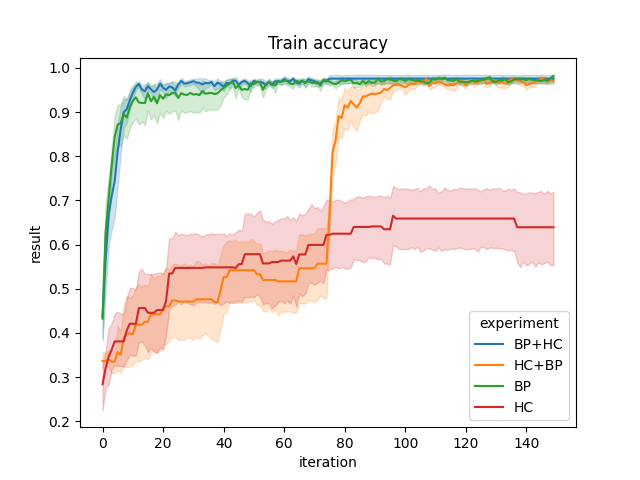 Train accuracy
1.0
0.9
0.8
0.7
0.6
0.5
0.4
0.3
0.2
result
0 20 40 60 80 100 120 140
iteration
experiment
BP+HC
HC+BP
BP
HC